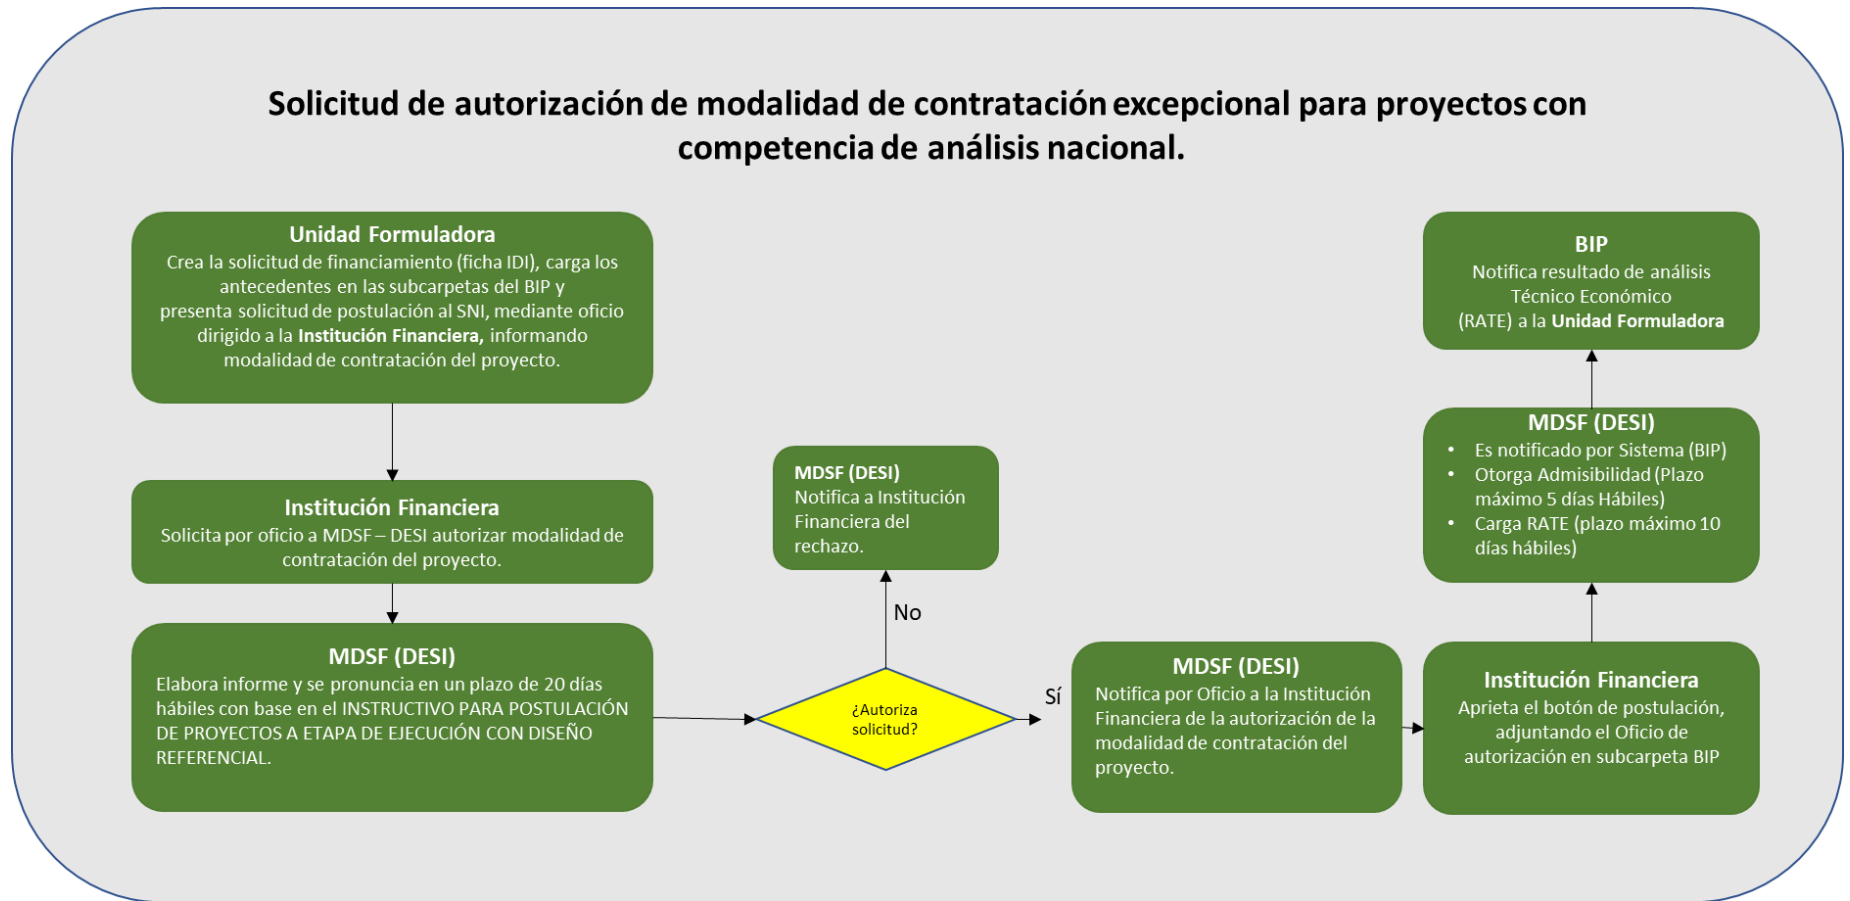 Solicitud de autorización de modalidad de contratación excepcional para proyectos con
competencia de análisis nacional.
Unidad Formuladora
Crea la solicitud de financiamiento (ficha IDI), carga los
antecedentes en las subcarpetas del BIP y
presenta solicitud de postulación al SNI, mediante oficio
dirigido a la Institución Financiera, informando
modalidad de contratación del proyecto.
Institución Financiera
Solicita por oficio a MDSF – DESI autorizar modalidad de
contratación del proyecto.
MDSF (DESI)
Elabora informe y se pronuncia en un plazo de 20 días
hábiles con base en el INSTRUCTIVO PARA POSTULACIÓN
DE PROYECTOS A ETAPA DE EJECUCIÓN CON DISEÑO
REFERENCIAL.
¿Autoriza
solicitud?
No
MDSF (DESI)
Notifica a Institución
Financiera del
rechazo.
Sí
MDSF (DESI)
Notifica por Oficio a la Institución
Financiera de la autorización de la
modalidad de contratación del
proyecto.
Institución Financiera
Aprieta el botón de postulación,
adjuntando el Oficio de
autorización en subcarpeta BIP
MDSF (DESI)
• Es notificado por Sistema (BIP)
• Otorga Admisibilidad (Plazo
máximo 5 días Hábiles)
• Carga RATE (plazo máximo 10
días hábiles)
BIP
Notifica resultado de análisis
Técnico Económico
(RATE) a la Unidad Formuladora